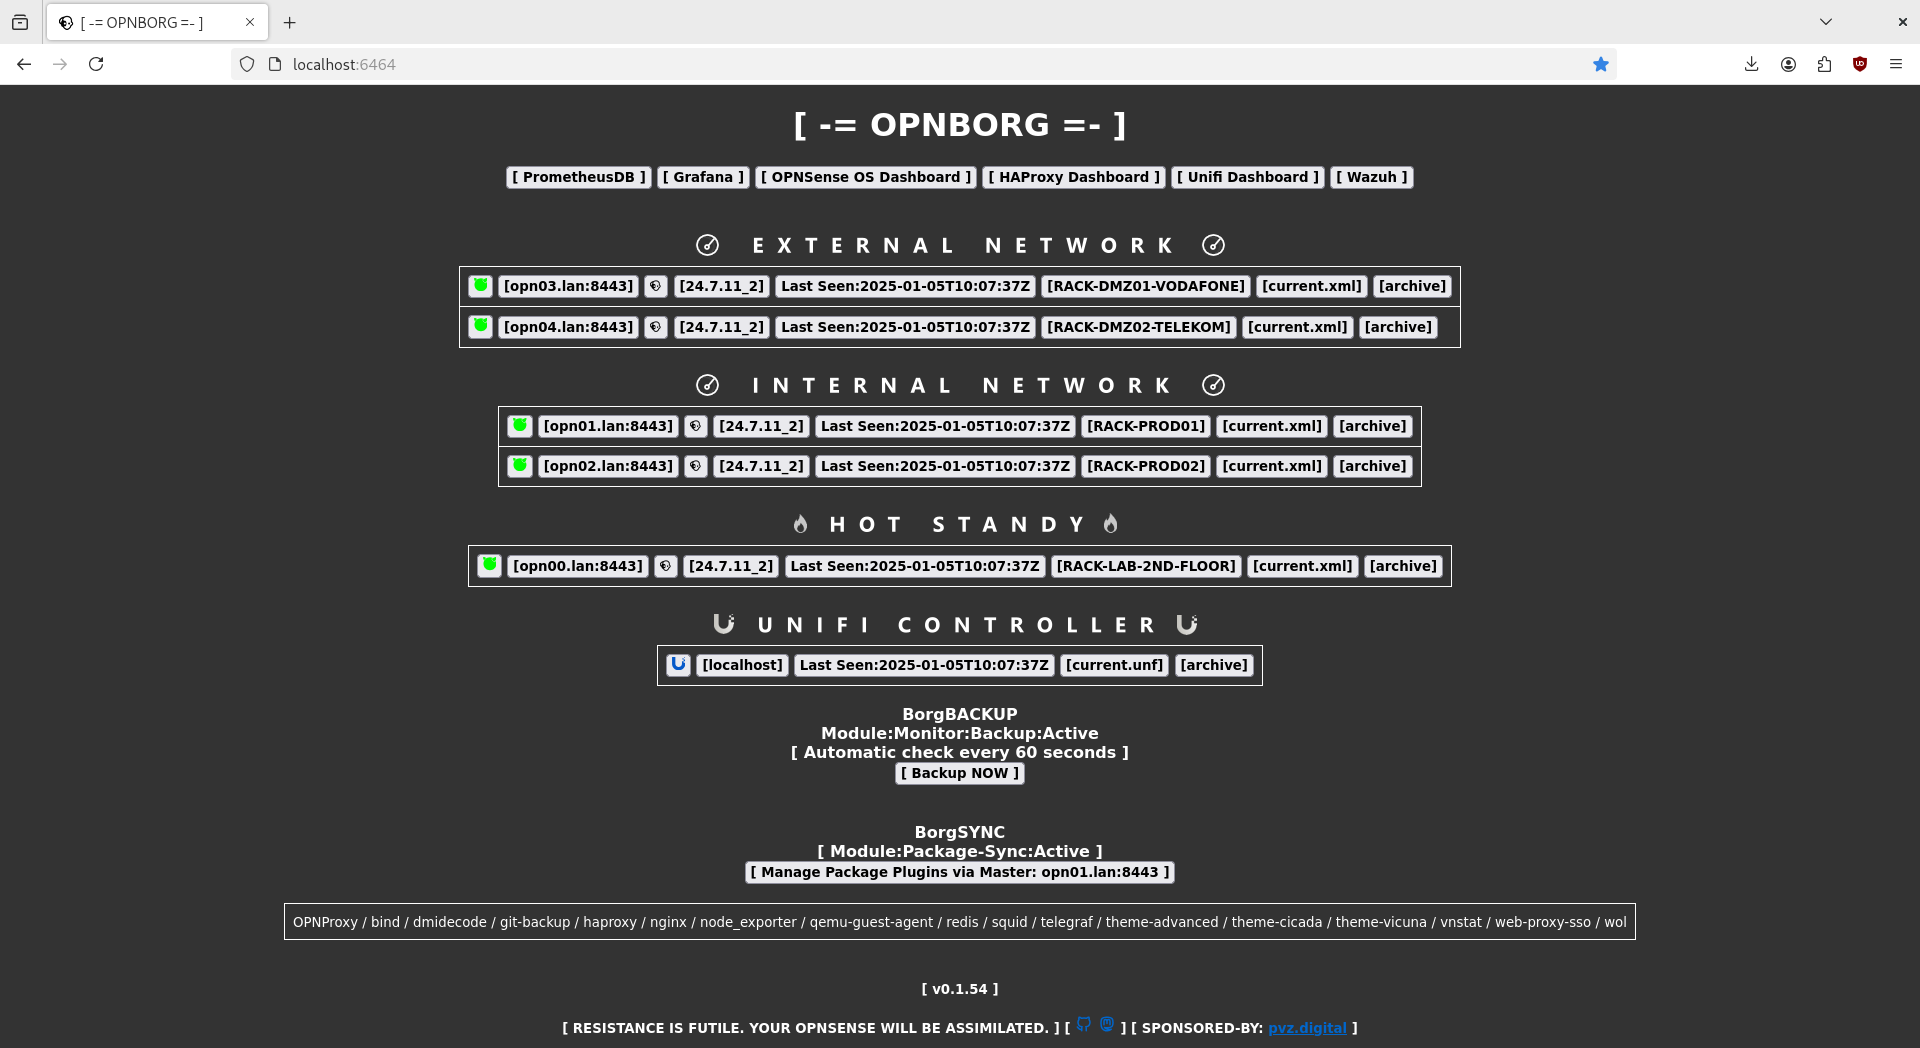 [ -= OPNBORG =- ]
localhost:6464
[ -= OPNBORG =- ]
[ PrometheusDB ] [ Grafana ] [ OPNSense OS Dashboard ] [ HAProxy Dashboard ] [ Unifi Dashboard ] [ Wazuh ]
EXTERNAL NETWORK
[opn03.lan:8443] [24.7.11_2] Last Seen:2025-01-05T10:07:37Z [RACK-DMZ01-VODAFONE] [current.xml] [archive]
[opn04.lan:8443] [24.7.11_2] Last Seen:2025-01-05T10:07:37Z [RACK-DMZ02-TELEKOM] [current.xml] [archive]
INTERNAL NETWORK
[opn01.lan:8443] [24.7.11_2] Last Seen:2025-01-05T10:07:37Z [RACK-PROD01] [current.xml] [archive]
[opn02.lan:8443] [24.7.11_2] Last Seen:2025-01-05T10:07:37Z [RACK-PROD02] [current.xml] [archive]
HOT STANDY
[opn00.lan:8443] [24.7.11_2] Last Seen:2025-01-05T10:07:37Z [RACK-LAB-2ND-FLOOR] [current.xml] [archive]
UNIFI CONTROLLER
[localhost] Last Seen:2025-01-05T10:07:37Z [current.unf] [archive]
BorgBACKUP
Module:Monitor:Backup:Active
[ Automatic check every 60 seconds ]
[ Backup NOW ]
BorgSYNC
[ Module:Package-Sync:Active ]
[ Manage Package Plugins via Master: opn01.lan:8443 ]
OPNProxy / bind / dmidecode / git-backup / haproxy / nginx / node_exporter / qemu-guest-agent / redis / squid / telegraf / theme-advanced / theme-cicada / theme-vicuna / vnstat / web-proxy-sso / wol
[ v0.1.54 ]
[ RESISTANCE IS FUTILE. YOUR OPNSENSE WILL BE ASSIMILATED. ] [ ] [ SPONSORED-BY: pvz.digital ]